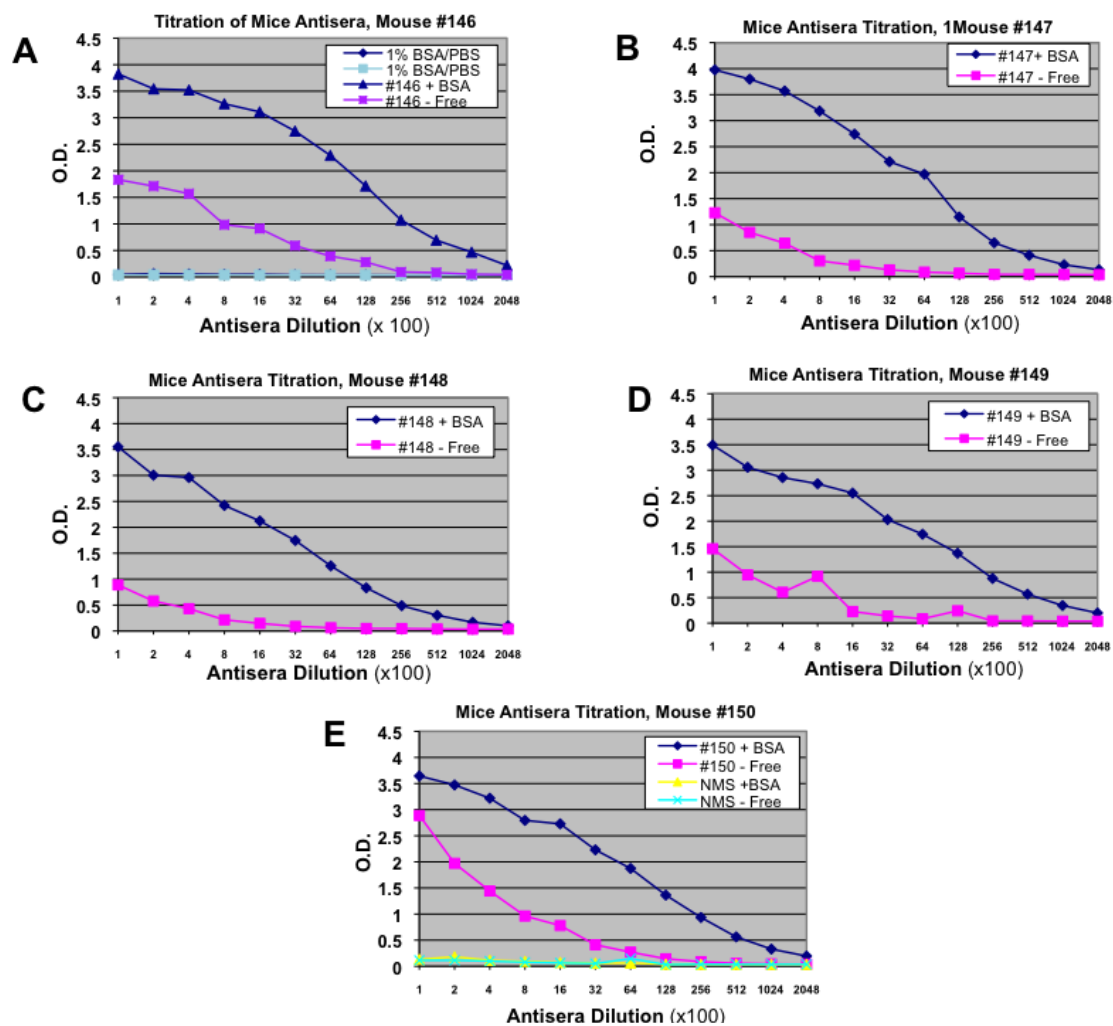 A
Titration of Mice Antisera, Mouse #146
4.5
4
3.5
3
2.5
2
1.5
1
0.5
0
O.D.
1% BSA/PBS
1% BSA/PBS
#146 + BSA
#146 - Free
1 2 4 8 16 32 64 128 256 512 1024 2048
Antisera Dilution (x 100)
B
Mice Antisera Titration, 1Mouse #147
4.5
4
3.5
3
2.5
2
1.5
1
0.5
0
O.D.
#147+ BSA
#147 - Free
1 2 4 8 16 32 64 128 256 512 1024 2048
Antisera Dilution (x100)
C
Mice Antisera Titration, Mouse #148
4.5
4
3.5
3
2.5
2
1.5
1
0.5
0
O.D.
#148 + BSA
#148 - Free
1 2 4 8 16 32 64 128 256 512 1024 2048
Antisera Dilution (x100)
D
Mice Antisera Titration, Mouse #149
4.5
4
3.5
3
2.5
2
1.5
1
0.5
0
O.D.
#149 + BSA
#149 - Free
1 2 4 8 16 32 64 128 256 512 1024 2048
Antisera Dilution (x100)
E
Mice Antisera Titration, Mouse #150
4.5
4
3.5
3
2.5
2
1.5
1
0.5
0
O.D.
#150 + BSA
#150 - Free
NMS +BSA
NMS - Free
1 2 4 8 16 32 64 128 256 512 1024 2048
Antisera Dilution (x100)